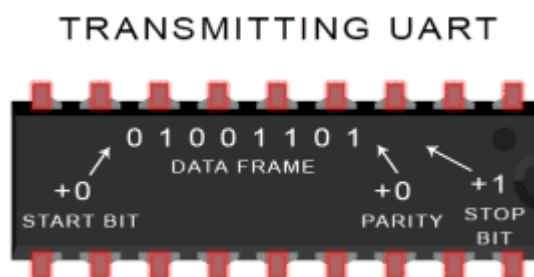 TRANSMITTING UART
0 1 0 0 1 1 0 1
DATA FRAME
+0
START BIT
+0
PARITY
+1
STOP
BIT